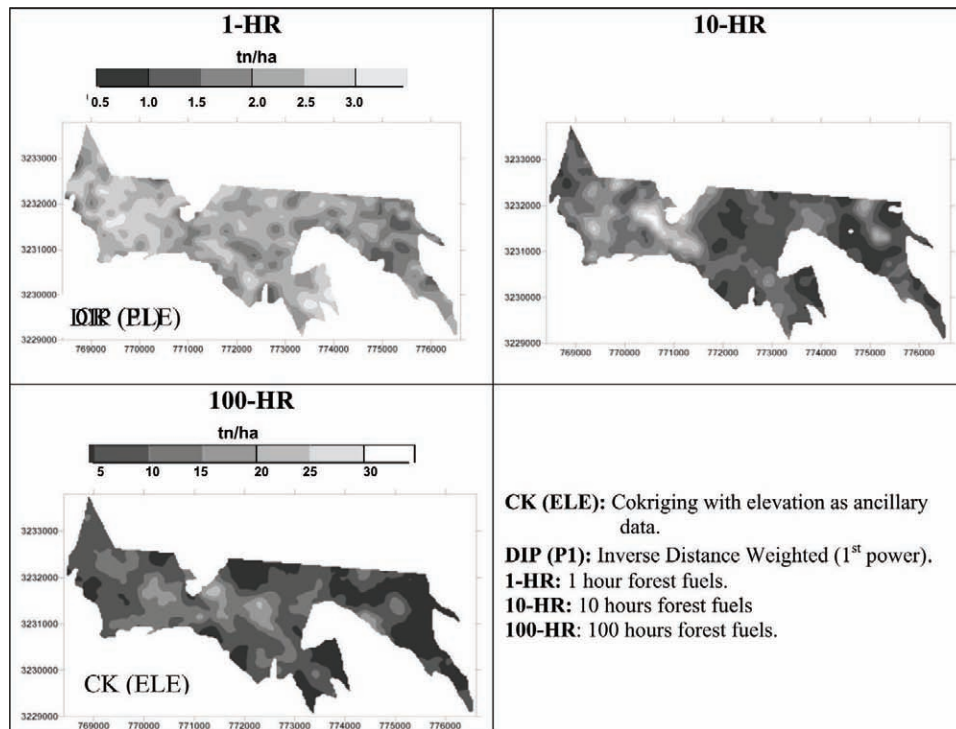 1-HR
tn/ha
0.5 1.0 1.5 2.0 2.5 3.0
3233000
3232000
3231000
3230000
3229000
769000 770000 771000 772000 773000 774000 775000 776000
10-HR
3233000
3232000
3231000
3230000
3229000
769000 770000 771000 772000 773000 774000 775000 776000
100-HR
tn/ha
5 10 15 20 25 30
3233000
3232000
3231000
3230000
3229000
CK (ELE)
769000 770000 771000 772000 773000 774000 775000 776000
CK (ELE): Cokriging with elevation as ancillary
data.
DIP (P1): Inverse Distance Weighted (1st power).
1-HR: 1 hour forest fuels.
10-HR: 10 hours forest fuels
100-HR: 100 hours forest fuels.